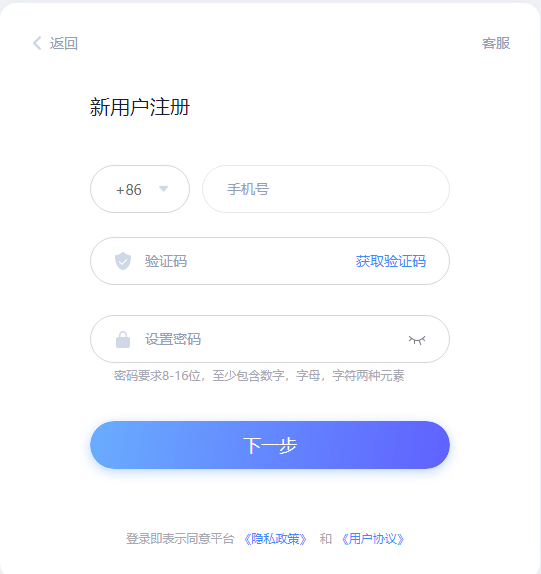 返回 客服
新用户注册
+86 手机号
验证码 获取验证码
设置密码
密码要求8-16位，至少包含数字，字母，字符两种元素
下一步
登录即表示同意平台《隐私政策》 和 《用户协议》